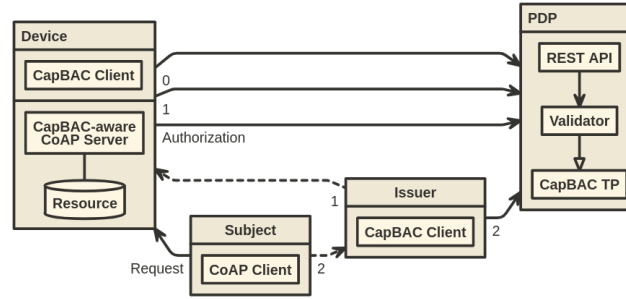 Device
CapBAC Client
CapBAC-aware
CoAP Server
Resource
0
1
Authorization
PDP
REST API
Validator
CapBAC TP
1
Issuer
CapBAC Client
2
Subject
CoAP Client
Request
2